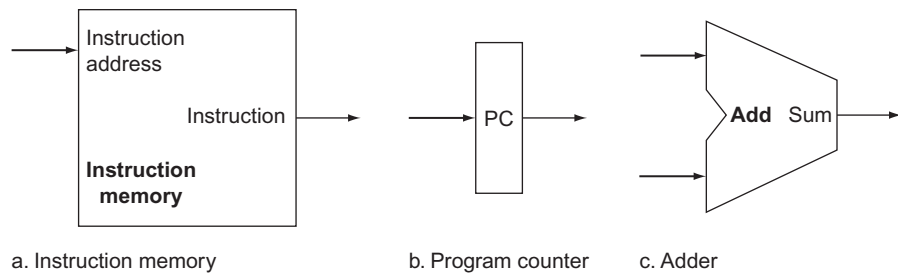 Instruction
address
Instruction
Instruction
memory
PC
Add Sum
a. Instruction memory
b. Program counter
c. Adder